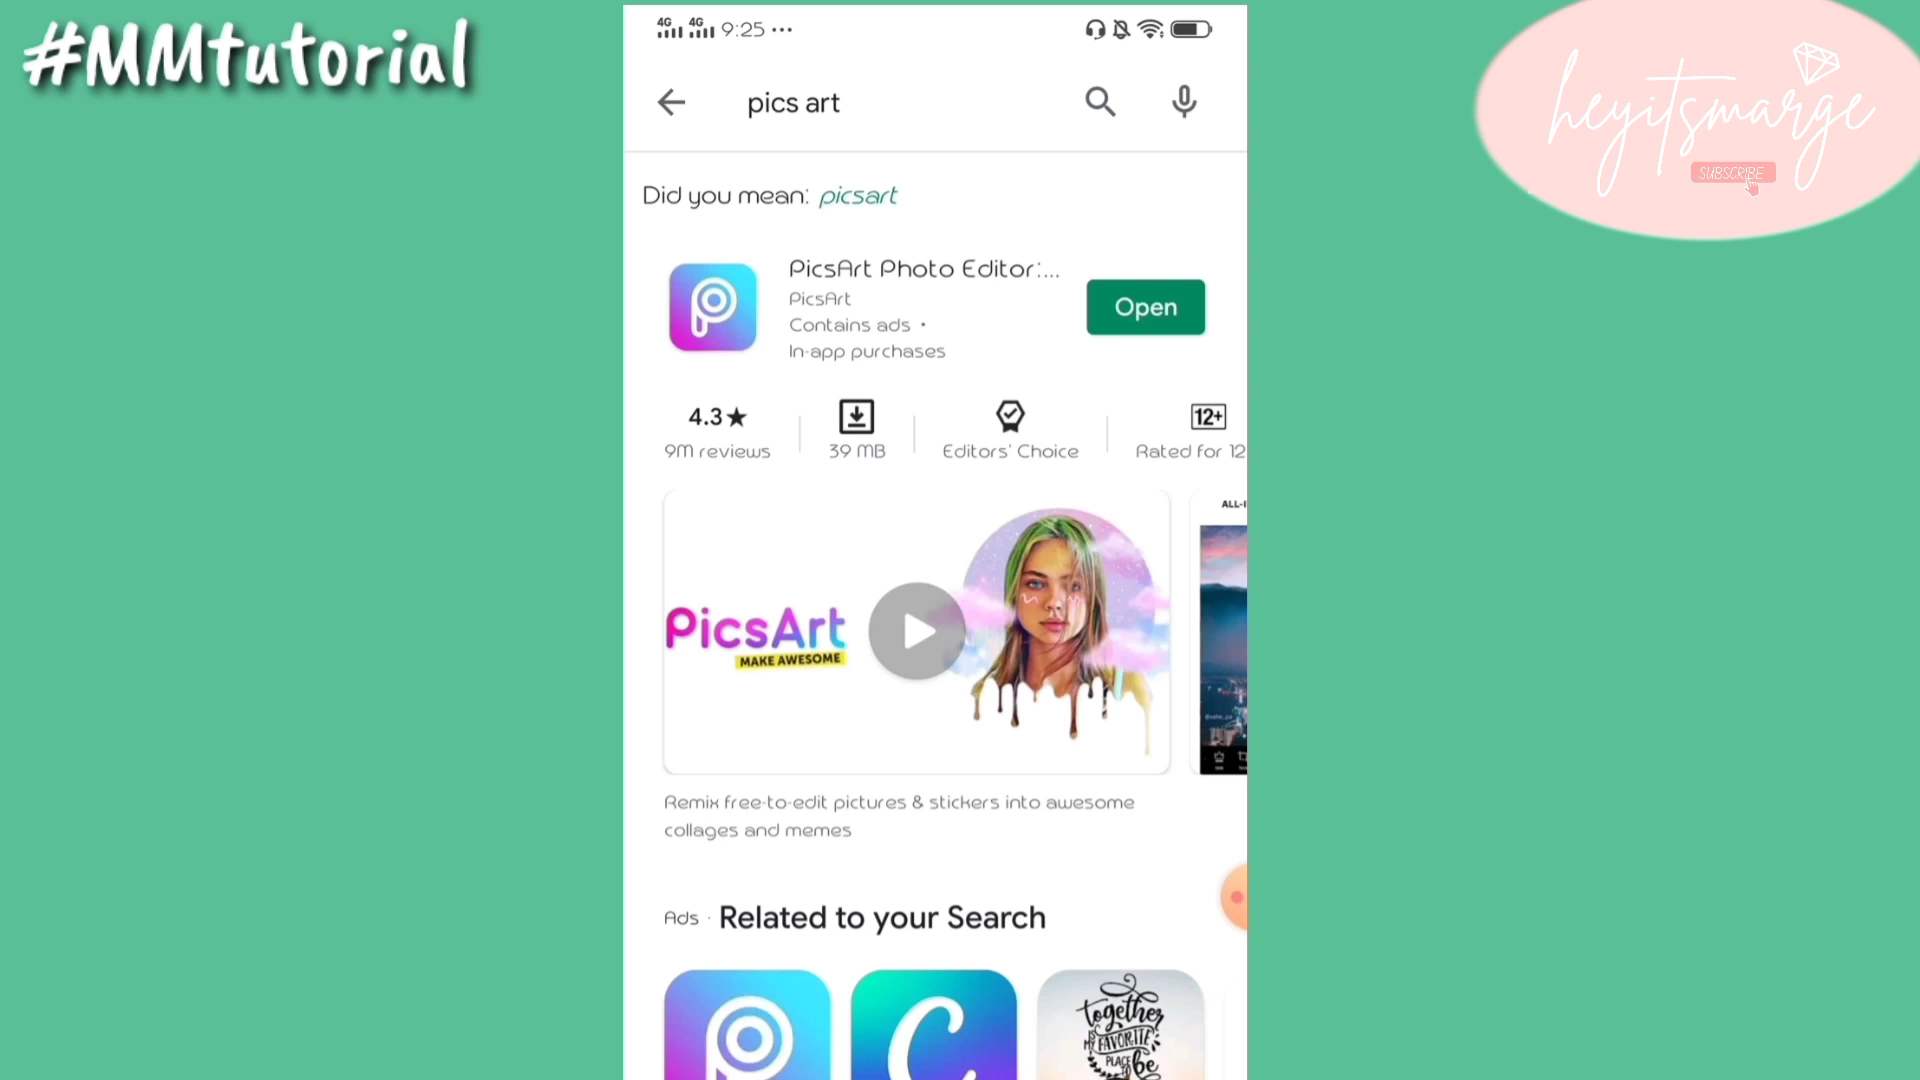 #MMtutorial
heyitsmarge
SUBSCRIBE
4G 4G 9:25 •••
pics art
Did you mean: picsart
PicsArt Photo Editor:...
PicsArt
Contains ads •
In-app purchases
Open
4.3★
9M reviews
39 MB
Editors' Choice
12+
Rated for 12
ALL-I
PicsArt
MAKE AWESOME
Remix free-to-edit pictures & stickers into awesome
collages and memes
Ads · Related to your Search
together
FAVORITE
PLACE
be